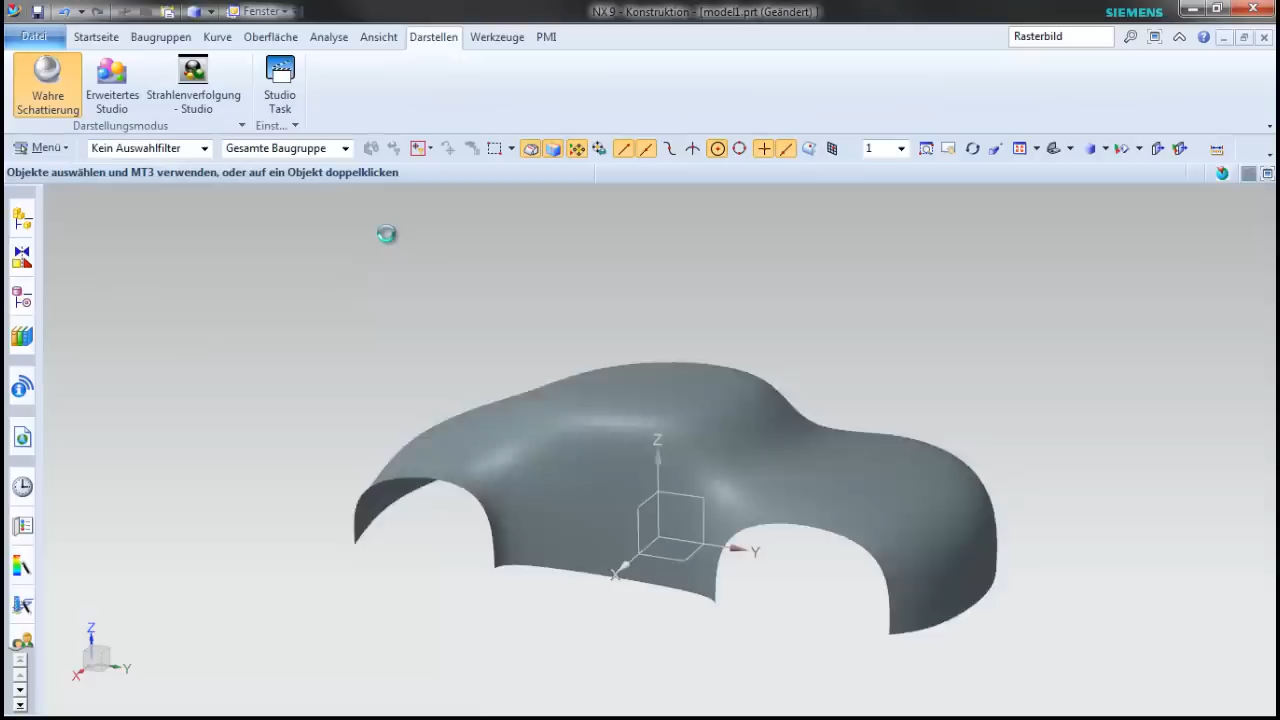 Fenster
NX 9 - Konstruktion - [model1.prt (Geändert) ]
SIEMENS
Datei
Startseite
Baugruppen
Kurve
Oberfläche
Analyse
Ansicht
Darstellen
Werkzeuge
PMI
Rasterbild
Wahre Schattierung
Erweitertes Studio
Strahlenverfolgung - Studio
Studio Task
Darstellungsmodus
Einst...
Menü
Kein Auswahlfilter
Gesamte Baugruppe
1
Objekte auswählen und MT3 verwenden, oder auf ein Objekt doppelklicken
Z
Y
X
Z
X
Y